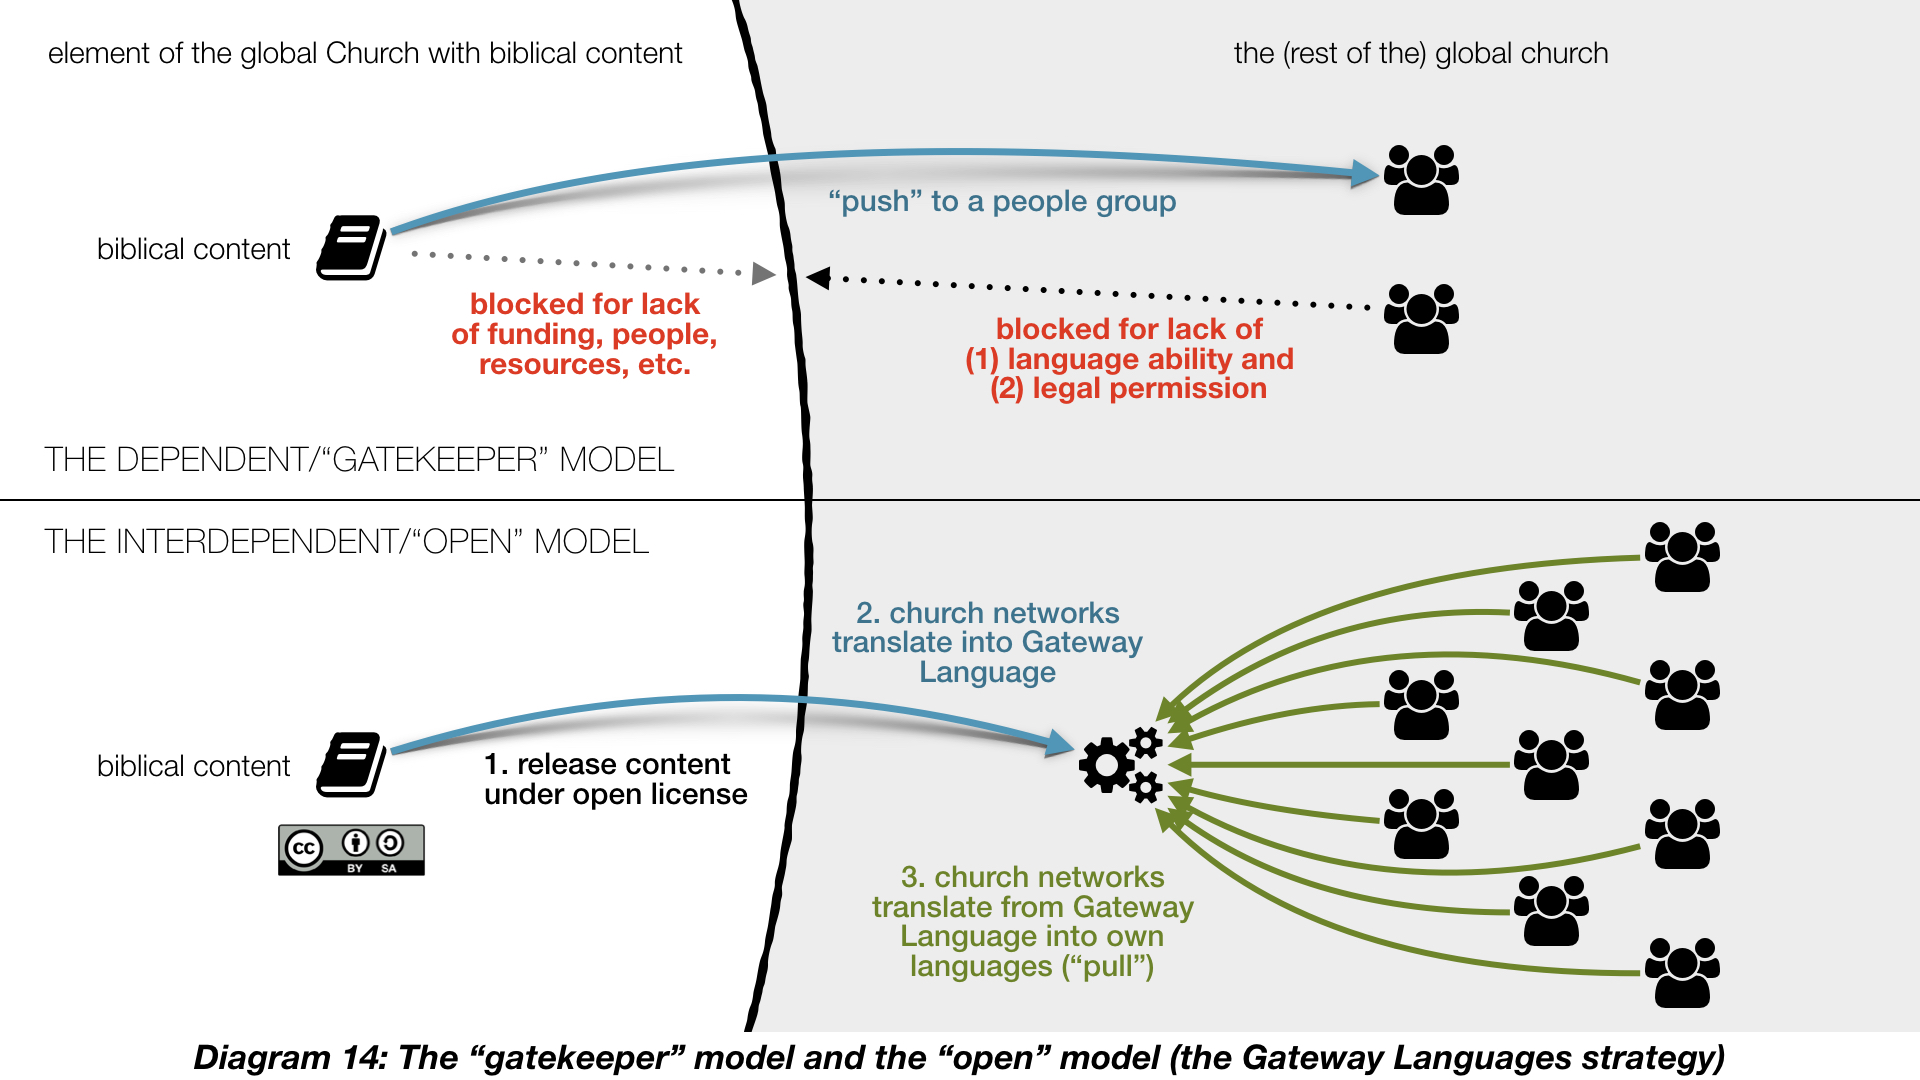 element of the global Church with biblical content
the (rest of the) global church
“push” to a people group
biblical content
blocked for lack
of funding, people,
resources, etc.
blocked for lack of
(1) language ability and
(2) legal permission
THE DEPENDENT/“GATEKEEPER” MODEL
THE INTERDEPENDENT/“OPEN” MODEL
2. church networks
translate into Gateway
Language
biblical content
1. release content
under open license
cc
BY SA
3. church networks
translate from Gateway
Language into own
languages (“pull”)
Diagram 14: The “gatekeeper” model and the “open” model (the Gateway Languages strategy)